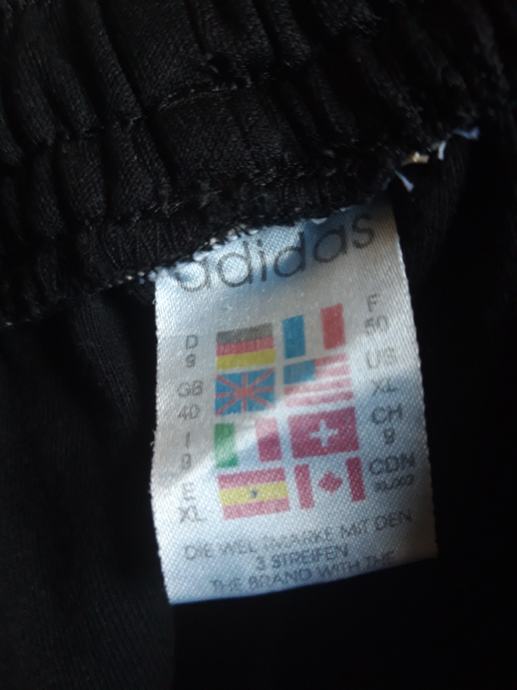 adidas
D 9 F 50
GB 40 US XL
I 9 CH 9
E XL CDN
DIE WELTMARKE MIT DEN
3 STREIFEN
THE BRAND WITH THE